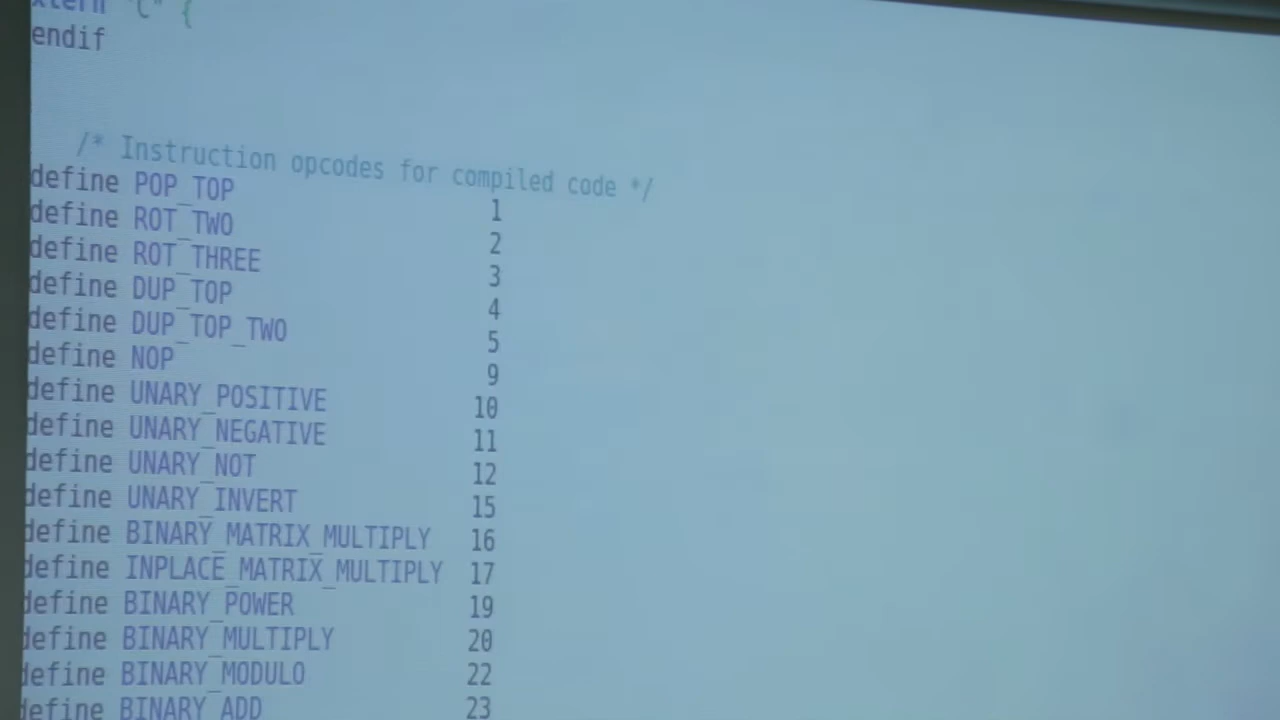 xtern "C" {
endif
/* Instruction opcodes for compiled code */
define POP_TOP 1
define ROT_TWO 2
define ROT_THREE 3
define DUP_TOP 4
define DUP_TOP_TWO 5
define NOP 9
define UNARY_POSITIVE 10
define UNARY_NEGATIVE 11
define UNARY_NOT 12
define UNARY_INVERT 15
define BINARY_MATRIX_MULTIPLY 16
define INPLACE_MATRIX_MULTIPLY 17
define BINARY_POWER 19
define BINARY_MULTIPLY 20
define BINARY_MODULO 22
define BINARY_ADD 23